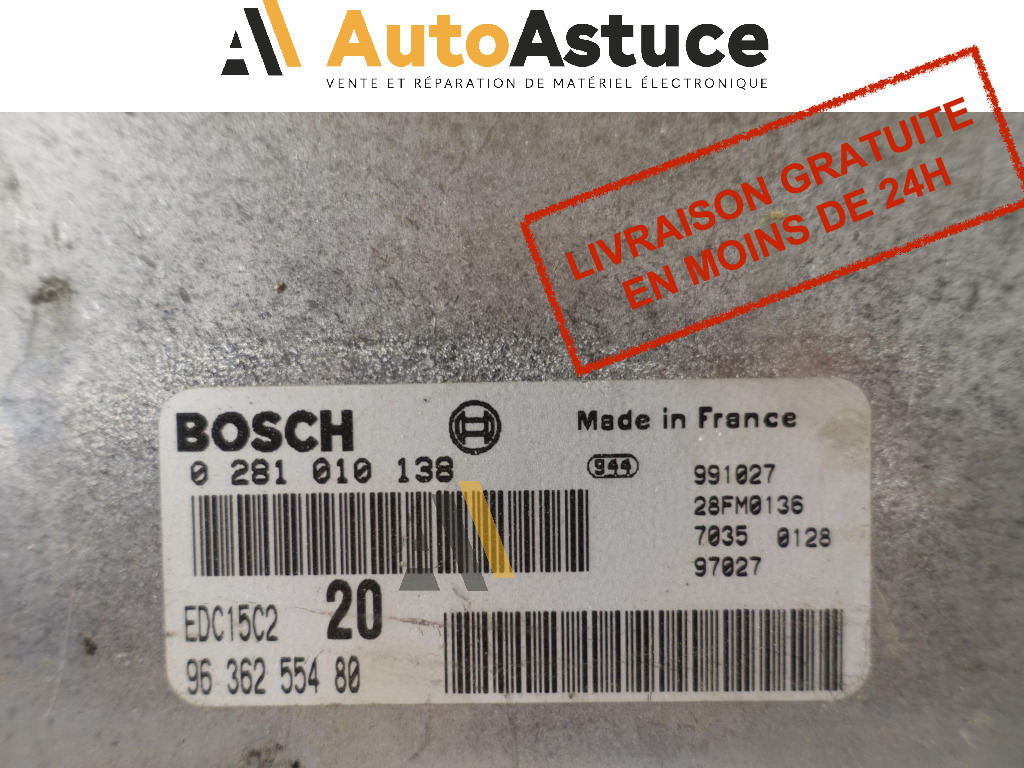 AutoAstuce
VENTE ET RÉPARATION DE MATÉRIEL ÉLECTRONIQUE
LIVRAISON GRATUITE
EN MOINS DE 24H
BOSCH
Made in France
0 281 010 138
944
991027
28FM0136
7035 0128
97027
EDC15C2
20
96 362 554 80